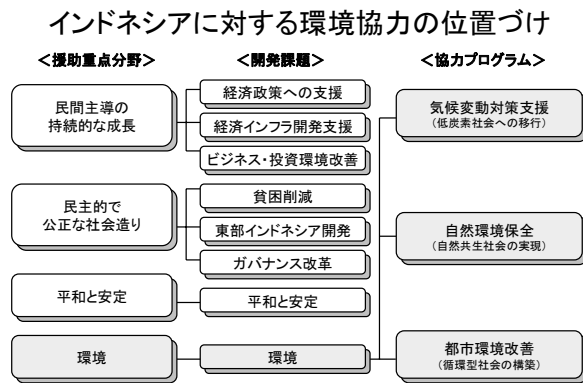 インドネシアに対する環境協力の位置づけ
＜援助重点分野＞
＜開発課題＞
＜協力プログラム＞
民間主導の
持続的な成長
経済政策への支援
経済インフラ開発支援
ビジネス・投資環境改善
気候変動対策支援
（低炭素社会への移行）
民主的で
公正な社会造り
貧困削減
東部インドネシア開発
ガバナンス改革
自然環境保全
（自然共生社会の実現）
平和と安定
平和と安定
環境
環境
都市環境改善
（循環型社会の構築）